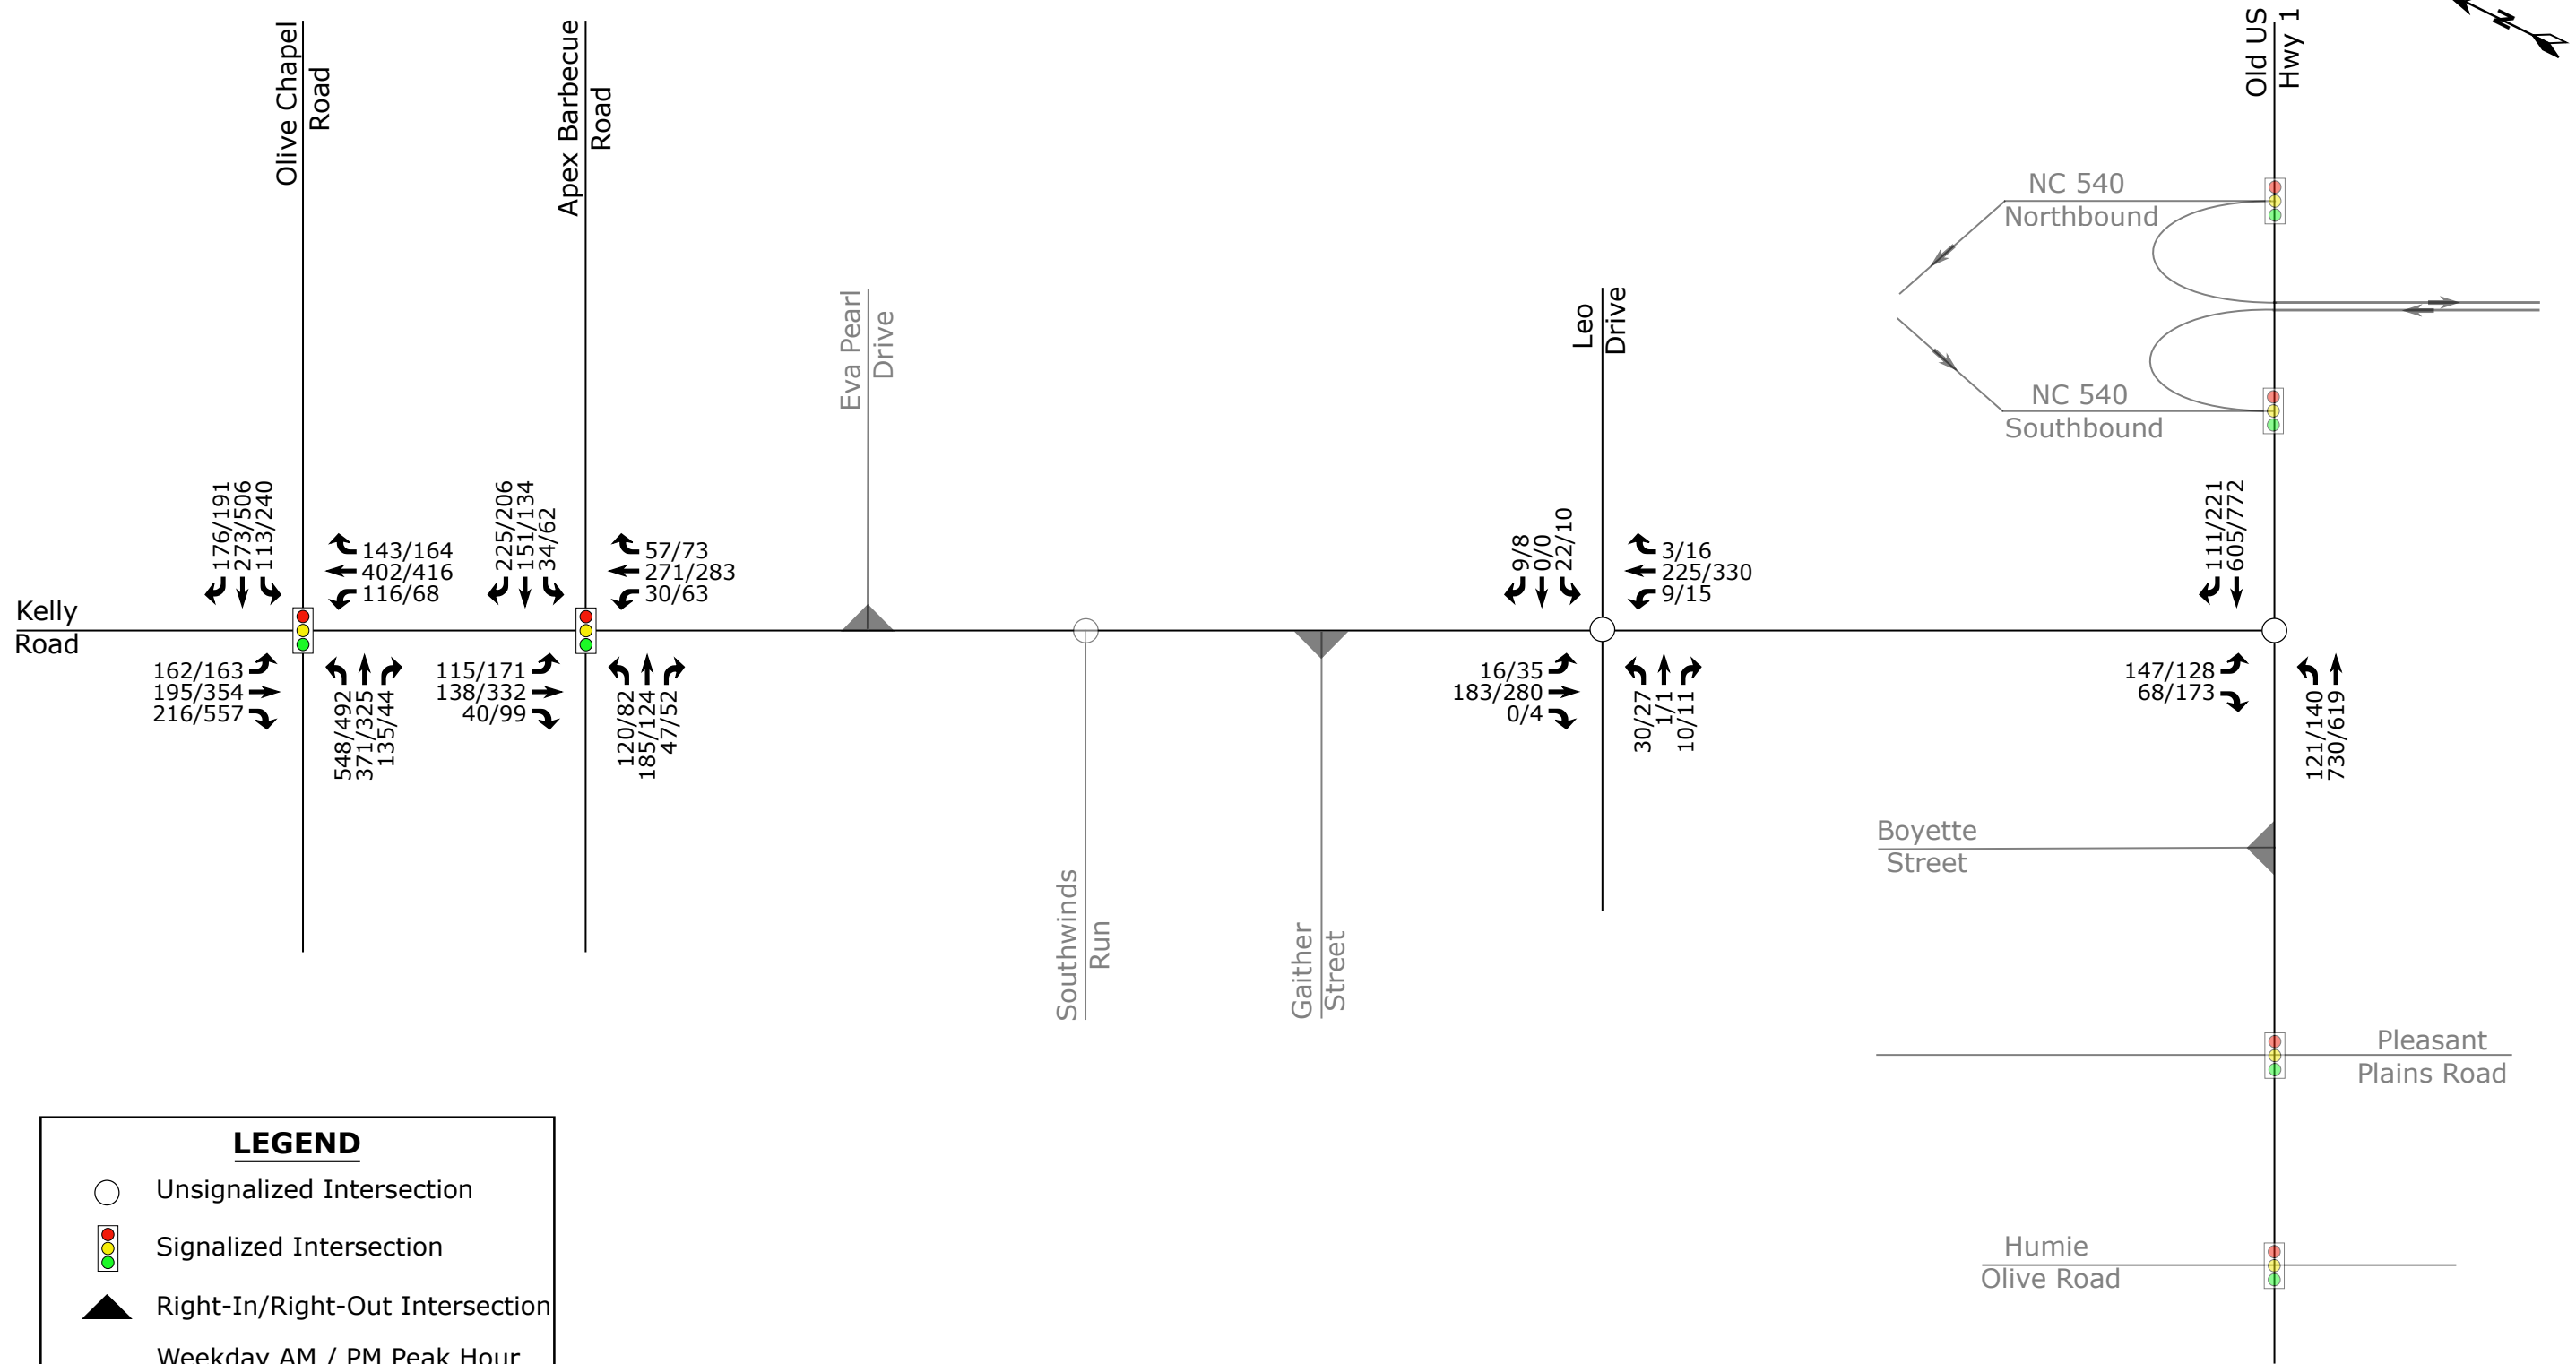 Olive Chapel
Road
Apex Barbecue
Road
Eva Pearl
Drive
Leo
Drive
Old US
Hwy 1
N
NC 540
Northbound
NC 540
Southbound
176/191
273/506
113/240
143/164
402/416
116/68
225/206
151/134
34/62
57/73
271/283
30/63
9/8
0/0
22/10
3/16
225/330
9/15
111/221
605/772
Kelly
Road
162/163
195/354
216/557
548/492
371/325
135/44
115/171
138/332
40/99
120/82
185/124
47/52
16/35
183/280
0/4
30/27
1/1
10/11
147/128
68/173
121/140
730/619
Southwinds
Run
Gaither
Street
Boyette
Street
Pleasant
Plains Road
Humie
Olive Road
LEGEND
Unsignalized Intersection
Signalized Intersection
Right-In/Right-Out Intersection
Weekday AM / PM Peak Hour